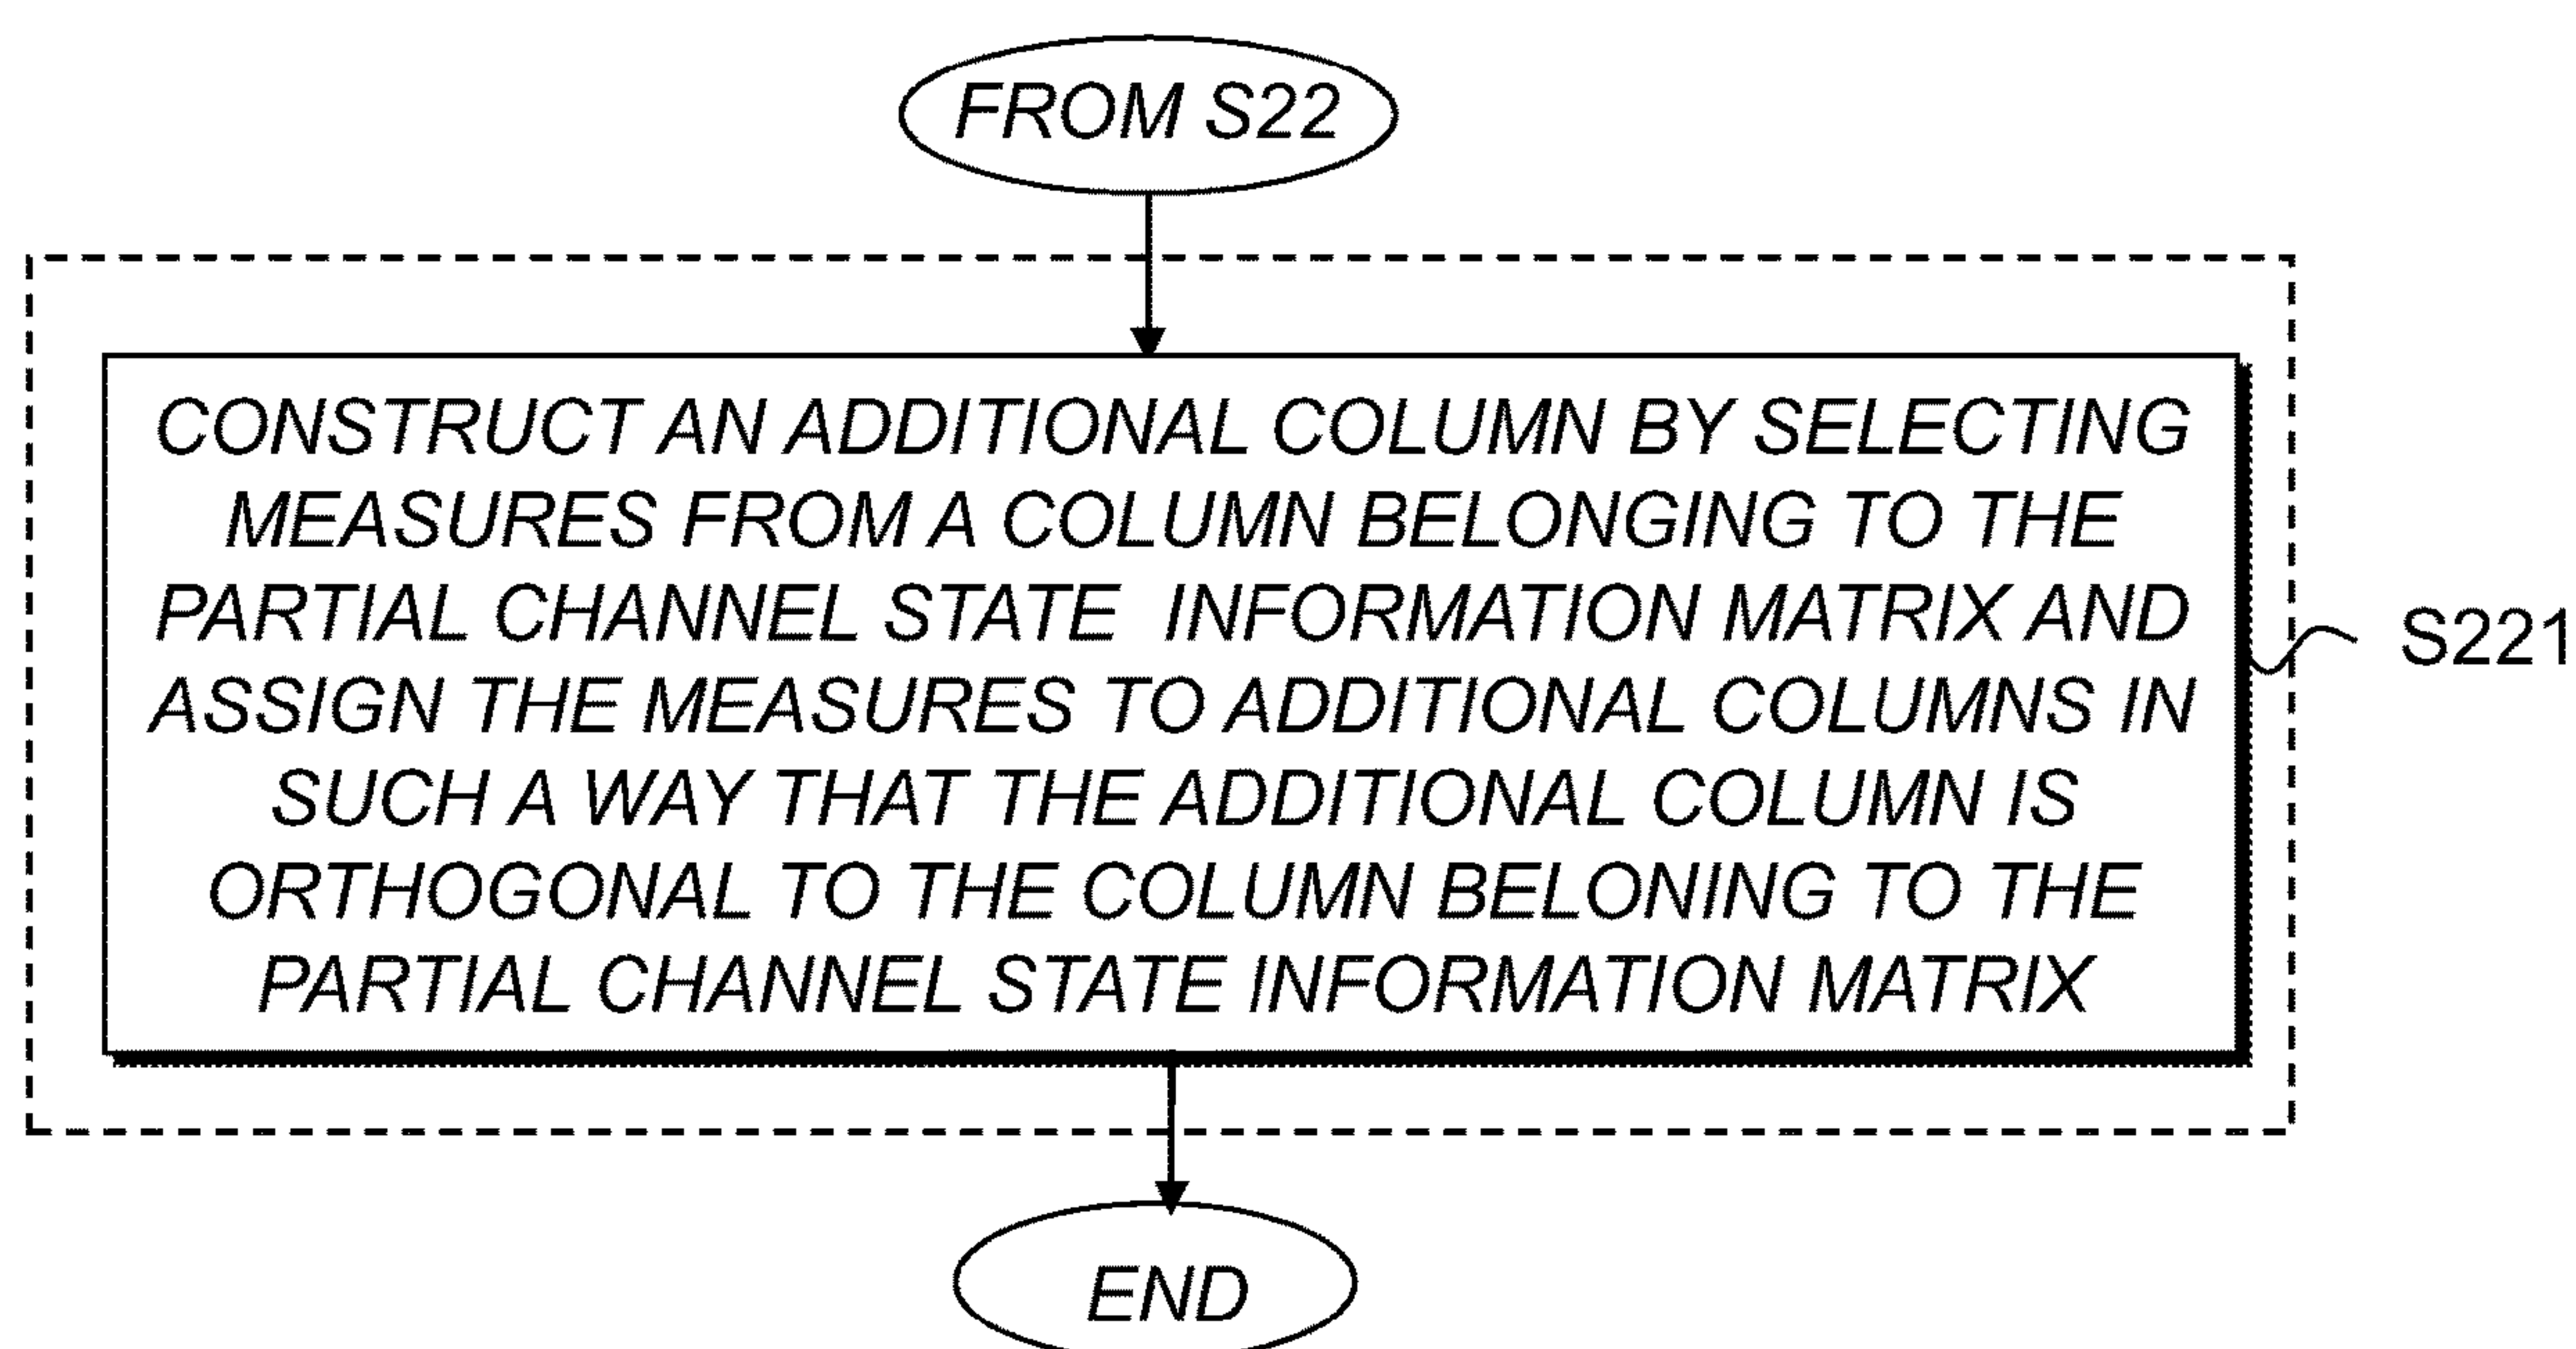 FROM S22
CONSTRUCT AN ADDITIONAL COLUMN BY SELECTING
MEASURES FROM A COLUMN BELONGING TO THE
PARTIAL CHANNEL STATE INFORMATION MATRIX AND
ASSIGN THE MEASURES TO ADDITIONAL COLUMNS IN
SUCH A WAY THAT THE ADDITIONAL COLUMN IS
ORTHOGONAL TO THE COLUMN BELONING TO THE
PARTIAL CHANNEL STATE INFORMATION MATRIX
S221
END